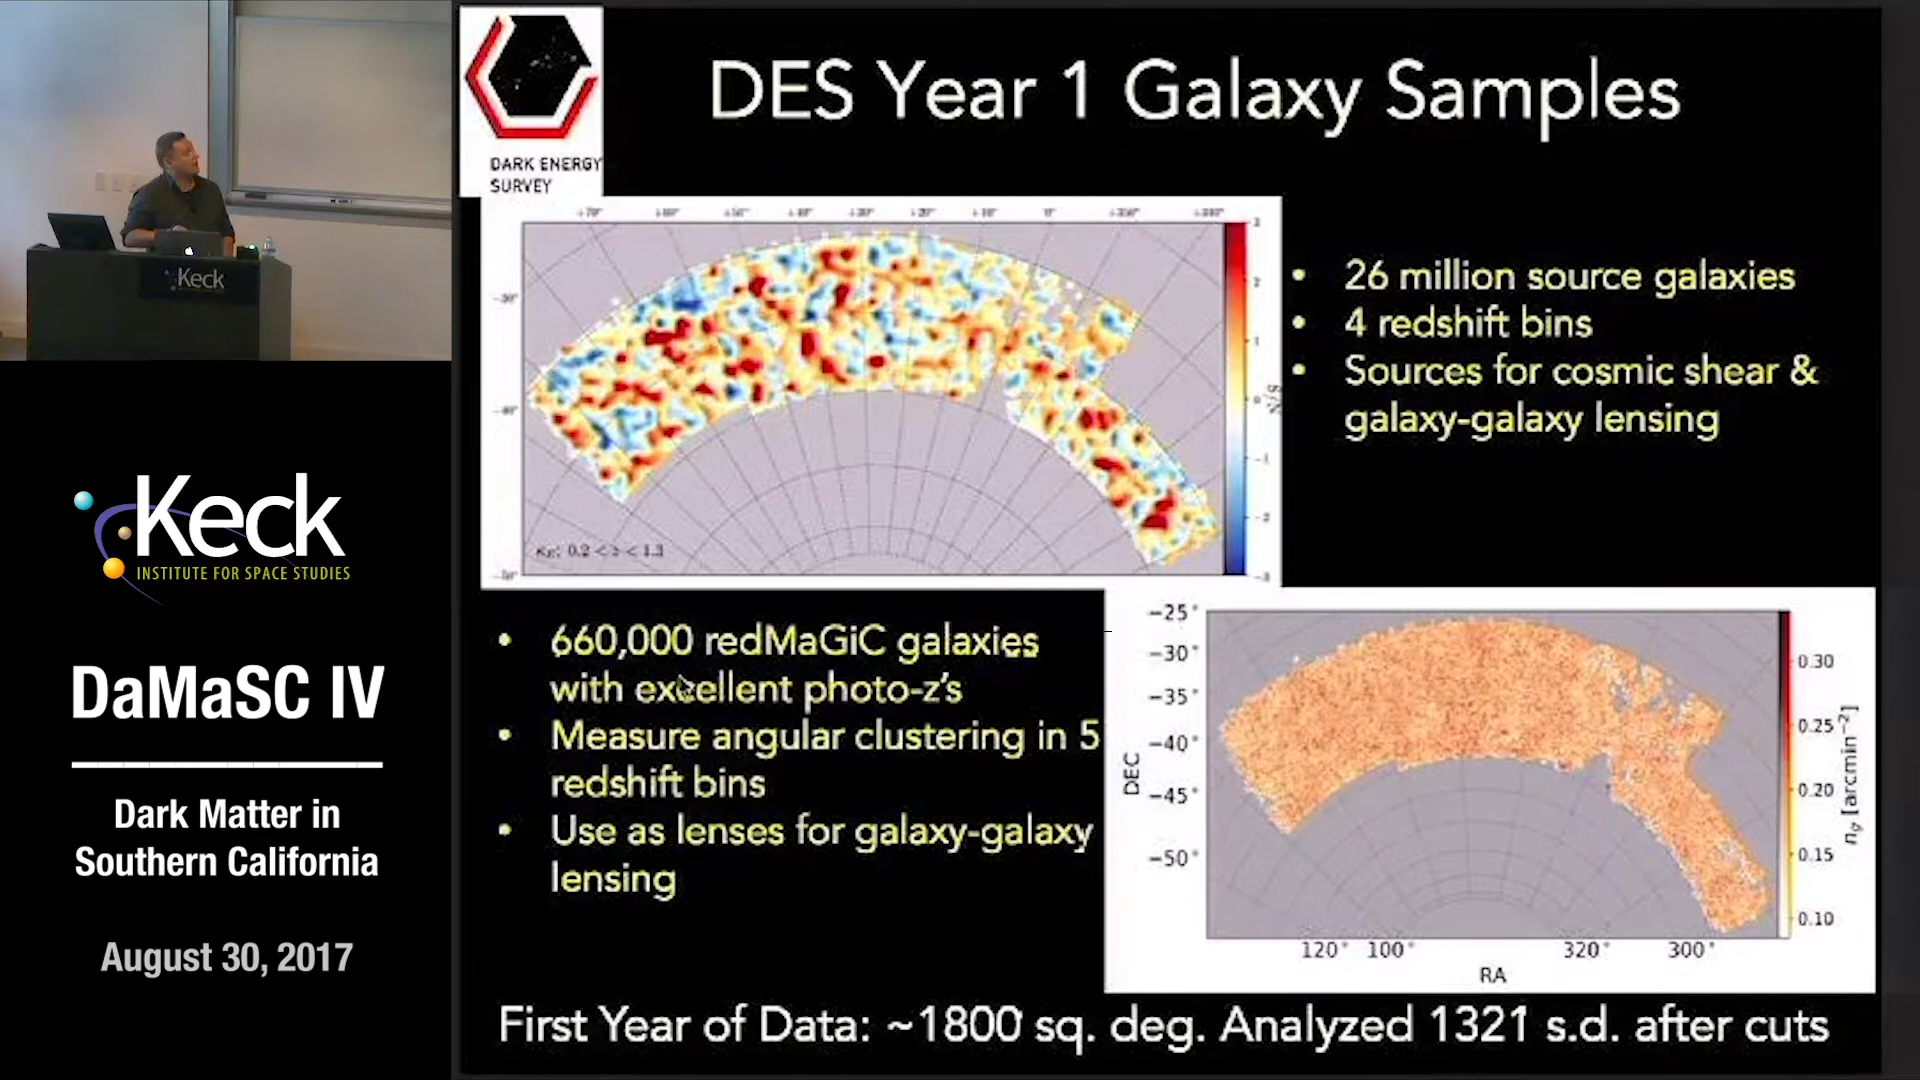 DARK ENERGY
SURVEY
DES Year 1 Galaxy Samples
26 million source galaxies
4 redshift bins
Sources for cosmic shear &
galaxy-galaxy lensing
660,000 redMaGiC galaxies
with excellent photo-z's
Measure angular clustering in 5
redshift bins
Use as lenses for galaxy-galaxy
lensing
-25°
-30°
-35°
-40°
-45°
-50°
DEC
120° 100° 320° 300°
RA
0.30
0.25
0.20
0.15
0.10
n_g [arcmin⁻²]
First Year of Data: ~1800 sq. deg. Analyzed 1321 s.d. after cuts
Keck
Keck
INSTITUTE FOR SPACE STUDIES
DaMaSC IV
Dark Matter in
Southern California
August 30, 2017